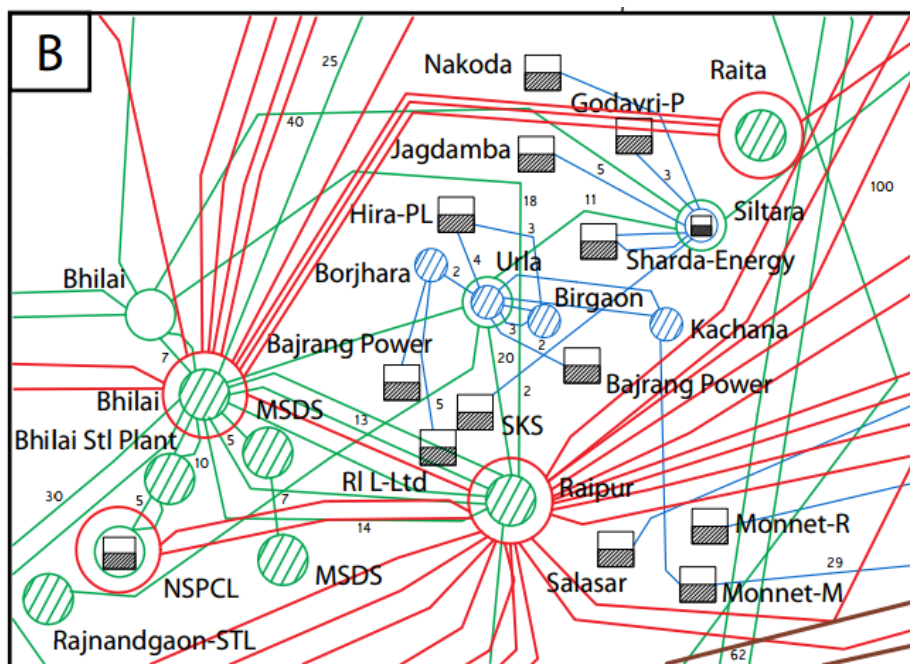 B
25
Nakoda
Raita
Godavri-P
40
Jagdamba
5
3
100
18
11
Hira-PL
3
Siltara
4
Sharda-Energy
Borjhara
2
Urla
Bhilai
Birgaon
Kachana
Bajrang Power
3
2
7
20
Bajrang Power
2
Bhilai
MSDS
13
5
SKS
Bhilai Stl Plant
5
10
RI L-Ltd
Raipur
30
5
7
14
Monnet-R
Salasar
29
NSPCL
MSDS
Monnet-M
Rajnandgaon-STL
62